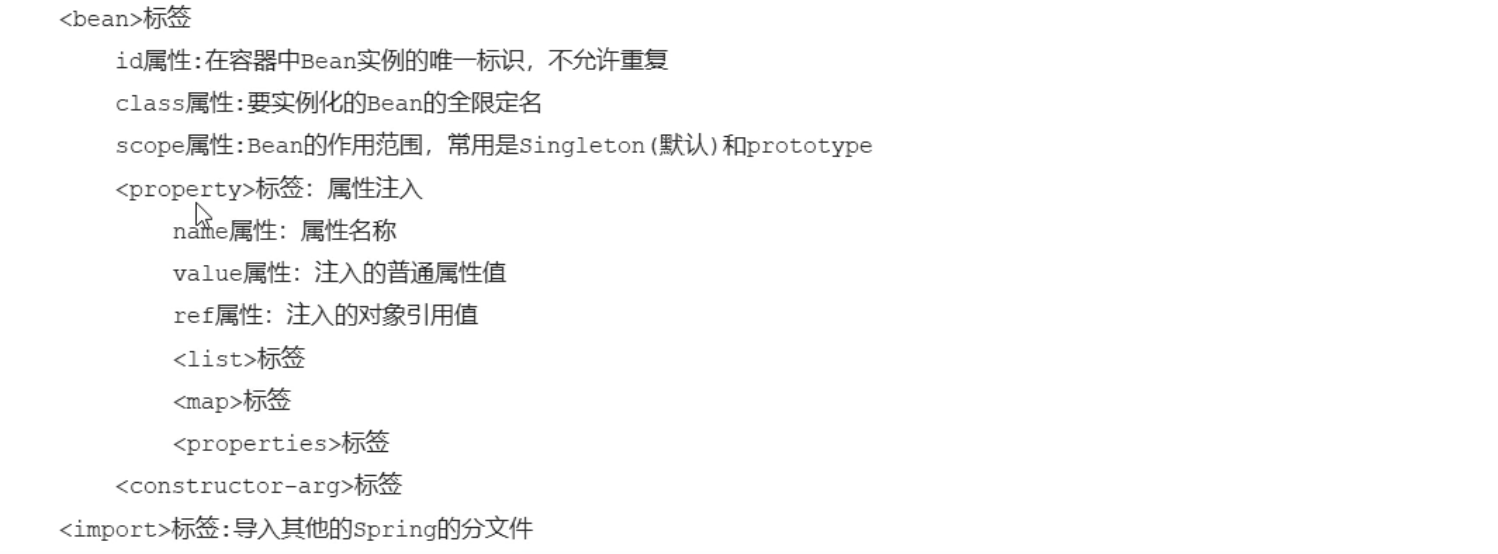 <bean>标签
id属性:在容器中Bean实例的唯一标识，不允许重复
class属性:要实例化的Bean的全限定名
scope属性:Bean的作用范围，常用是Singleton(默认)和prototype
<property>标签：属性注入
name属性：属性名称
value属性：注入的普通属性值
ref属性：注入的对象引用值
<list>标签
<map>标签
<properties>标签
<constructor-arg>标签
<import>标签:导入其他的Spring的分文件